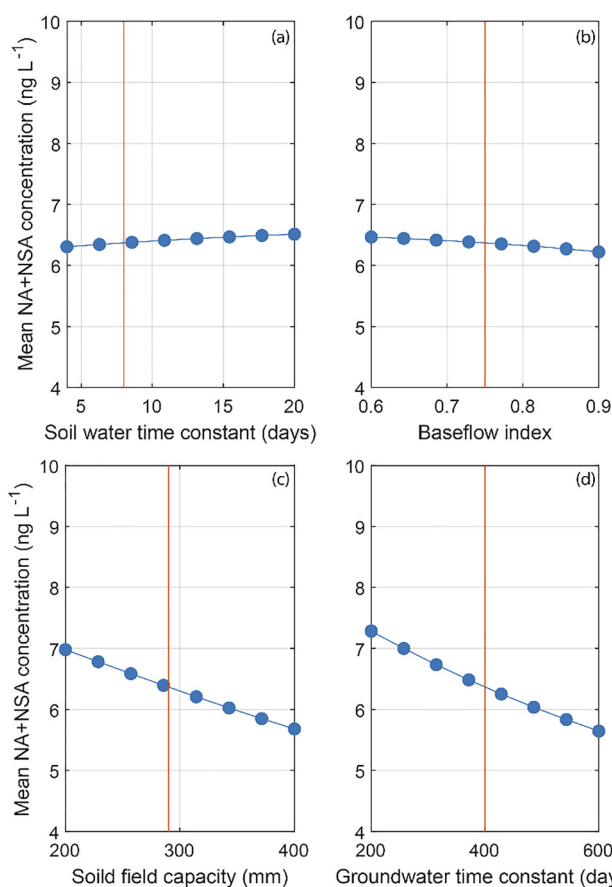 Mean NA+NSA concentration (ng L⁻¹)
10
9
8
7
6
5
4
(a)
5 10 15 20
Soil water time constant (days)
10
9
8
7
6
5
4
(b)
0.6 0.7 0.8 0.9
Baseflow index
Mean NA+NSA concentration (ng L⁻¹)
10
9
8
7
6
5
4
(c)
200 300 400
Soild field capacity (mm)
10
9
8
7
6
5
4
(d)
200 400 600
Groundwater time constant (day